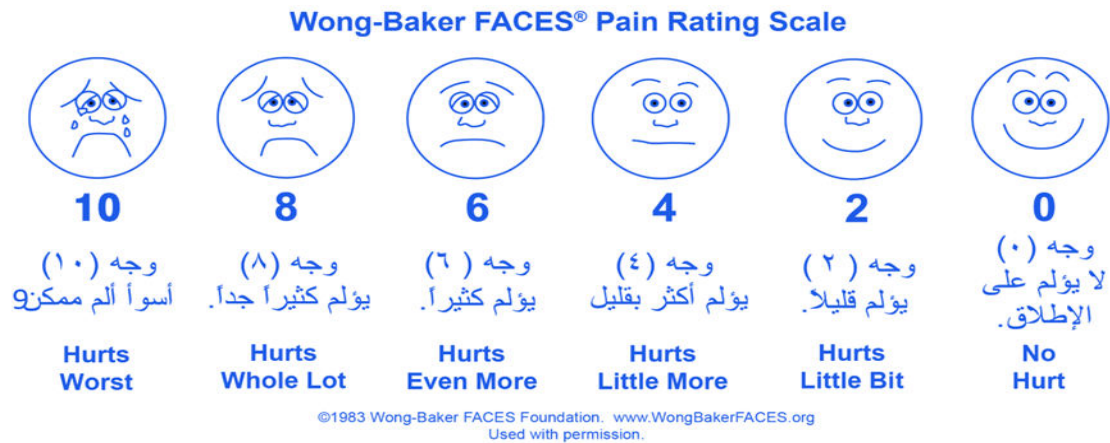 Wong-Baker FACES® Pain Rating Scale
10 8 6 4 2 0
وجه (٠)
لا يؤلم على
الإطلاق.
وجه ( ٢ )
يؤلم قليلاً.
وجه (٤)
يؤلم أكثر بقليل
وجه ( ٦)
يؤلم كثيراً.
وجه (٨)
يؤلم كثيراً جداً.
وجه (١٠)
أسوأ ألم ممكن9
Hurts
Worst
Hurts
Whole Lot
Hurts
Even More
Hurts
Little More
Hurts
Little Bit
No
Hurt
©1983 Wong-Baker FACES Foundation. www.WongBakerFACES.org
Used with permission.